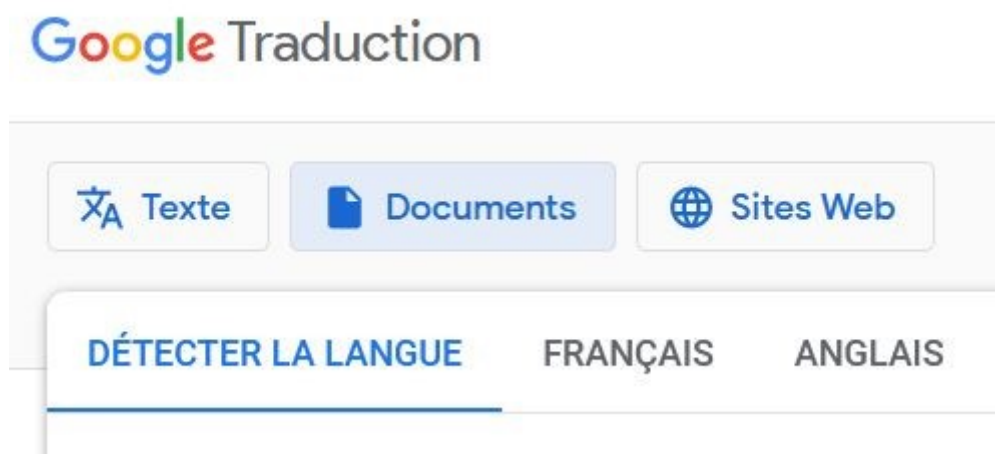 Google Traduction
Texte Documents Sites Web
DÉTECTER LA LANGUE FRANÇAIS ANGLAIS